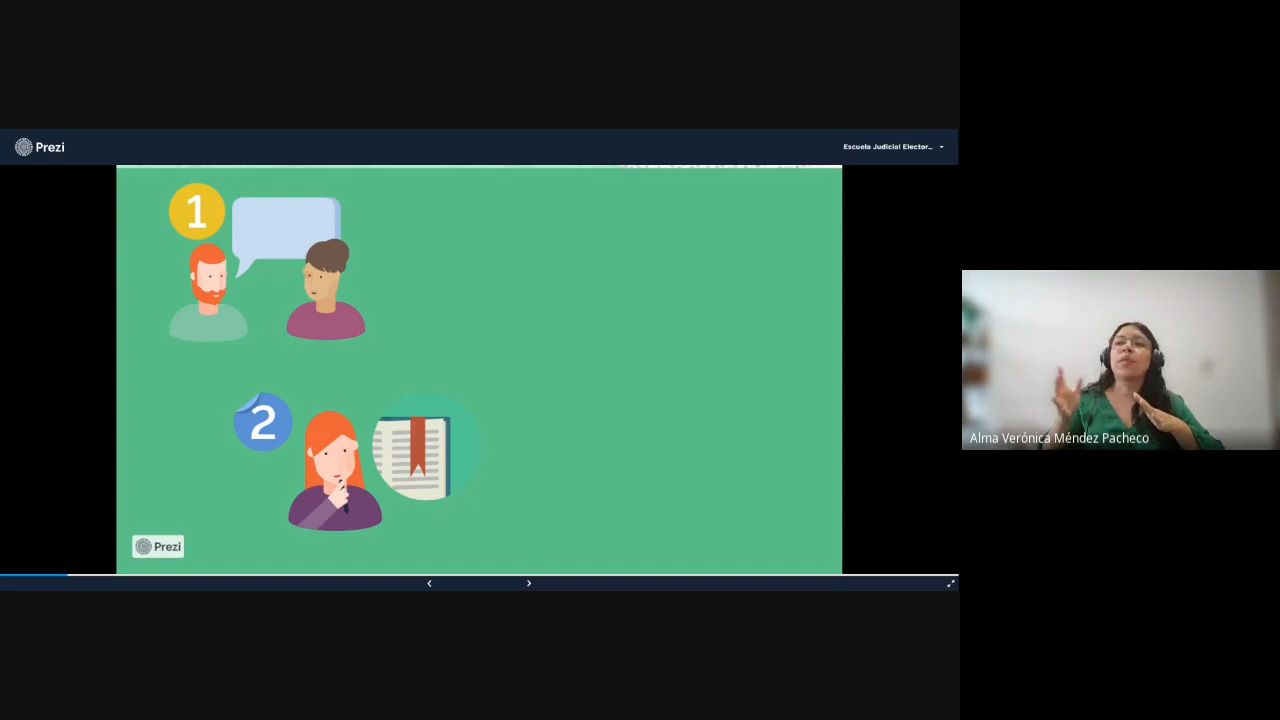 Prezi
Escuela Judicial Elector...
1
2
Alma Verónica Méndez Pacheco
Prezi